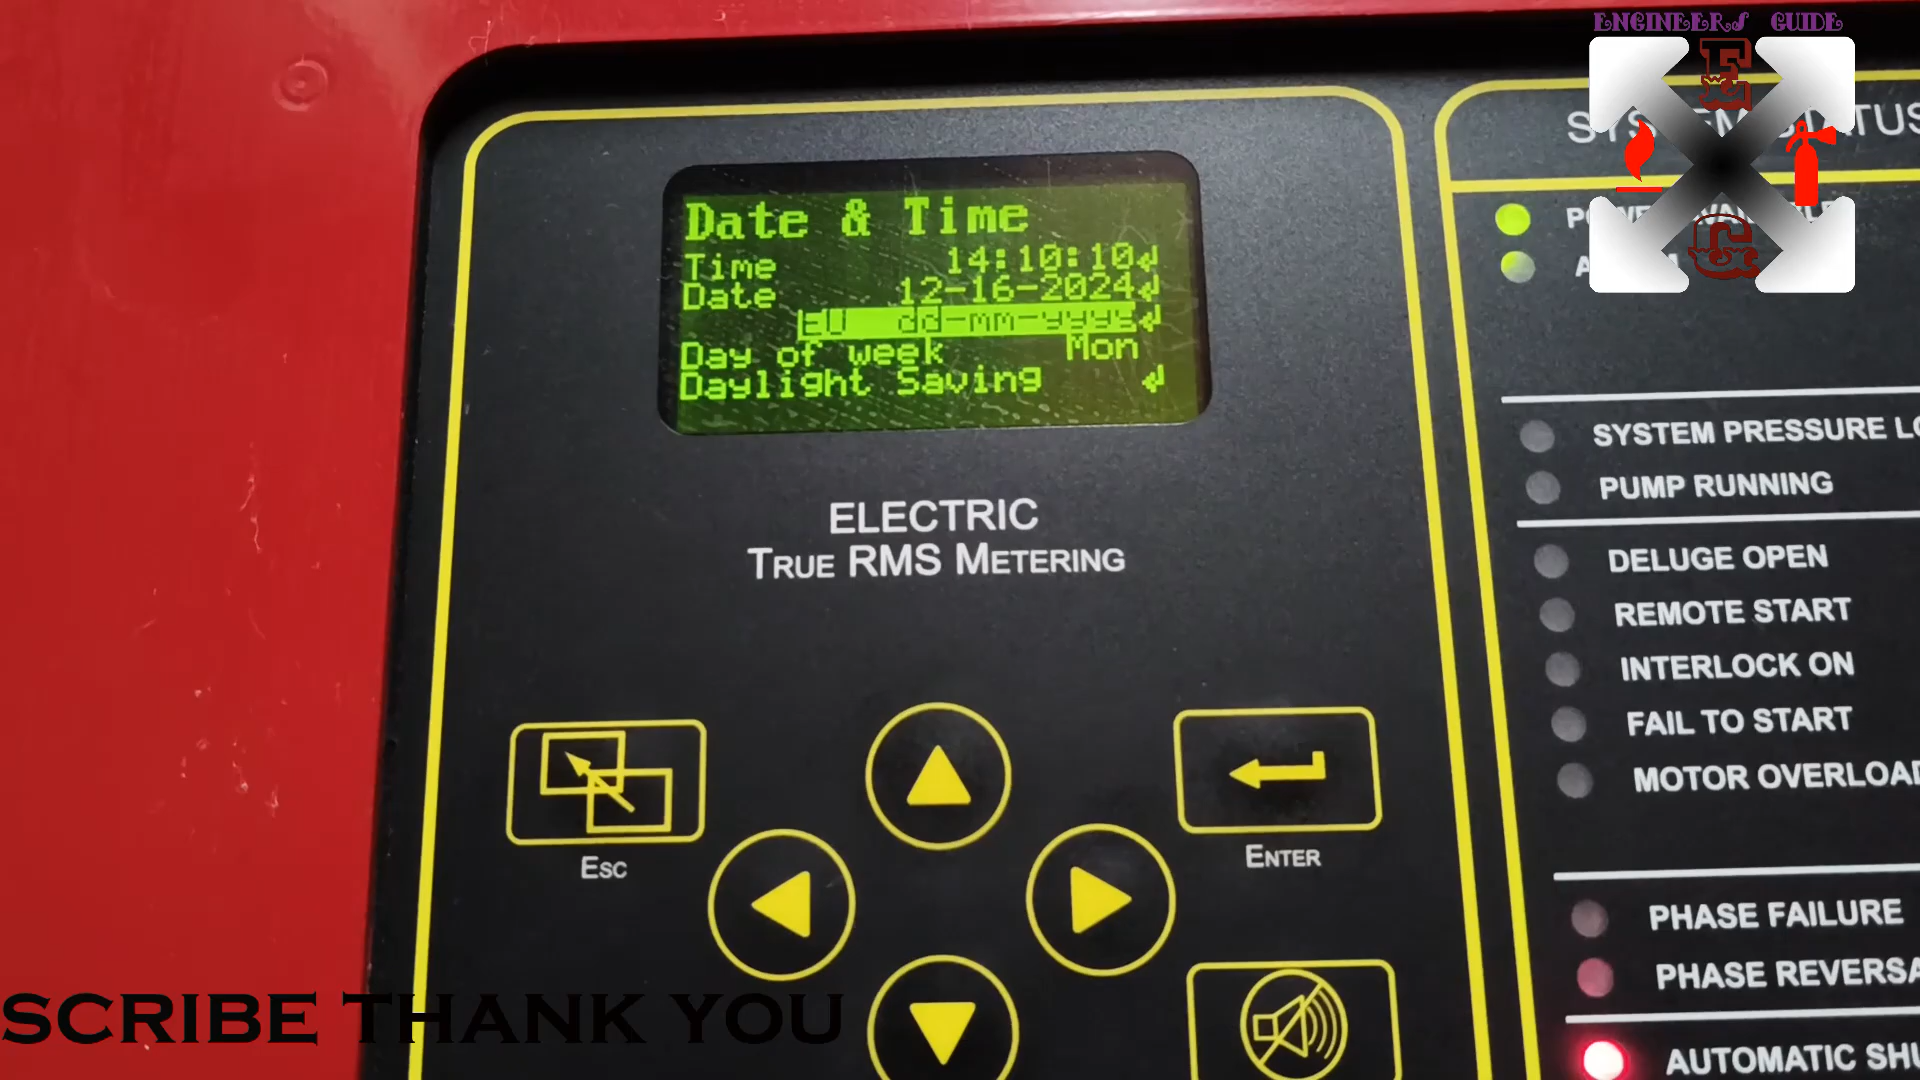 ENGINEERS GUIDE
E
G
Date & Time
Time 14:10:10
Date 12-16-2024
EU dd-mm-yyyy
Day of week Mon
Daylight Saving
ELECTRIC
TRUE RMS METERING
ESC
ENTER
SCRIBE THANK YOU
SYSTEM PRESSURE LO
PUMP RUNNING
DELUGE OPEN
REMOTE START
INTERLOCK ON
FAIL TO START
MOTOR OVERLOAD
PHASE FAILURE
PHASE REVERSA
AUTOMATIC SHU